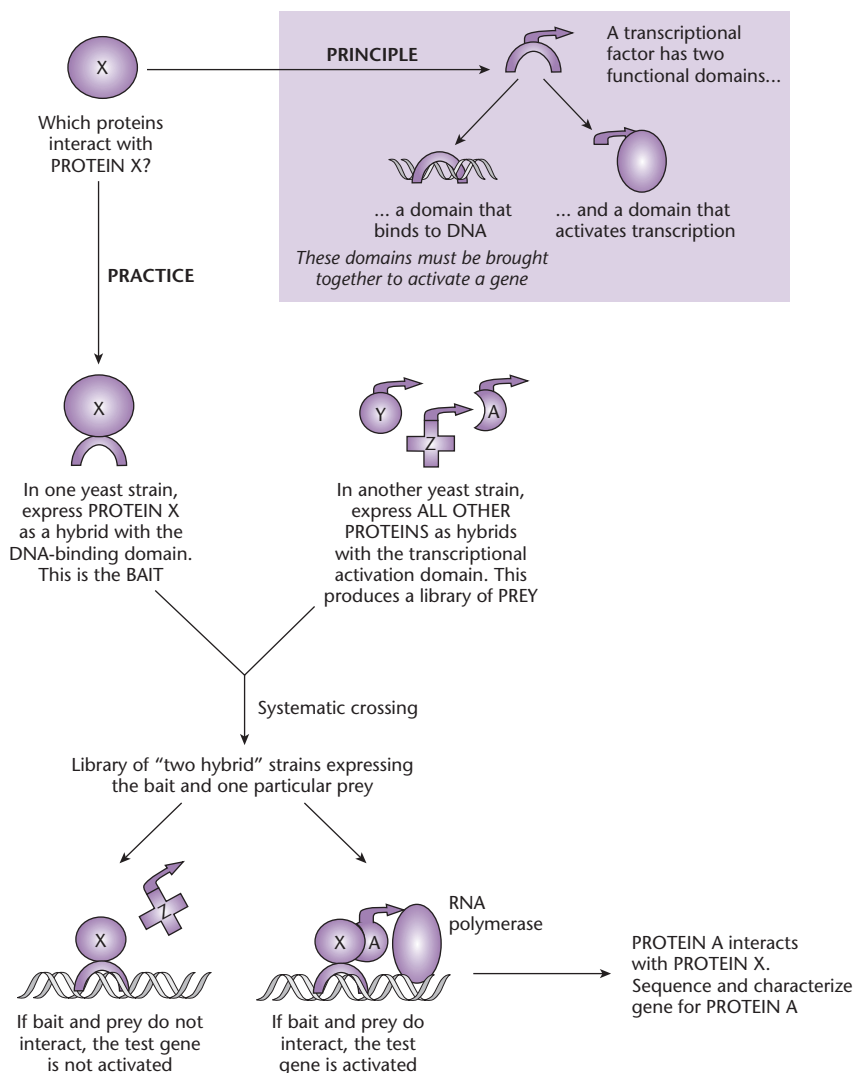 X
PRINCIPLE
A transcriptional
factor has two
functional domains...
Which proteins
interact with
PROTEIN X?
... a domain that
binds to DNA
... and a domain that
activates transcription
These domains must be brought
together to activate a gene
PRACTICE
X
Y
Z
A
In one yeast strain,
express PROTEIN X
as a hybrid with the
DNA-binding domain.
This is the BAIT
In another yeast strain,
express ALL OTHER
PROTEINS as hybrids
with the transcriptional
activation domain. This
produces a library of PREY
Systematic crossing
Library of “two hybrid” strains expressing
the bait and one particular prey
X
Z
X
A
RNA
polymerase
If bait and prey do not
interact, the test gene
is not activated
If bait and prey do
interact, the test
gene is activated
PROTEIN A interacts
with PROTEIN X.
Sequence and characterize
gene for PROTEIN A